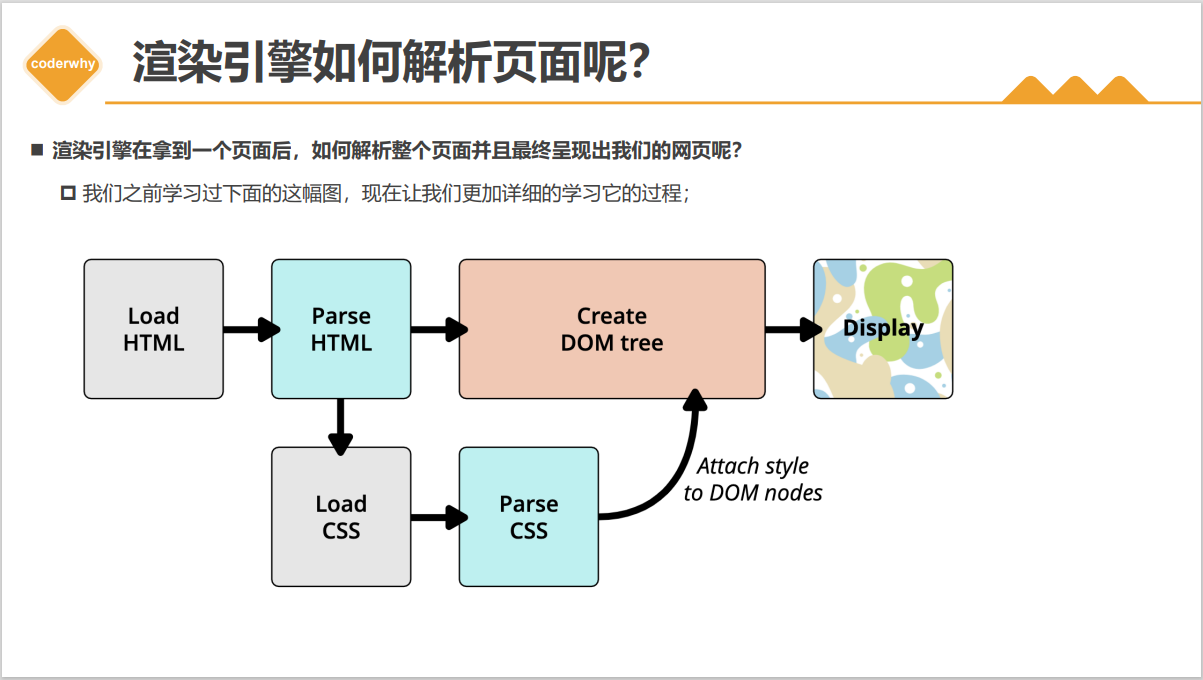 coderwhy
渲染引擎如何解析页面呢？
渲染引擎在拿到一个页面后，如何解析整个页面并且最终呈现出我们的网页呢？
我们之前学习过下面的这幅图，现在让我们更加详细的学习它的过程；
Load
HTML
Parse
HTML
Create
DOM tree
Display
Load
CSS
Parse
CSS
Attach style
to DOM nodes